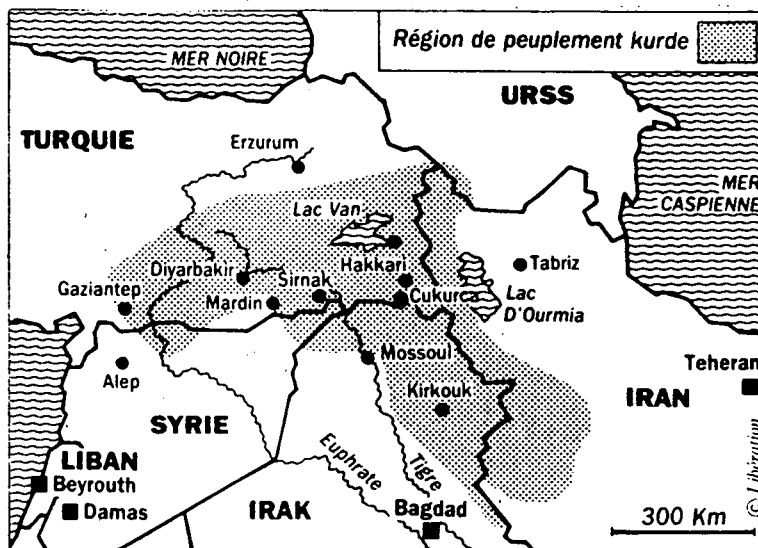 Région de peuplement kurde
MER NOIRE
URSS
TURQUIE
Erzurum
MER
CASPIENNE
Lac Van
Hakkari
Tabriz
Diyarbakir
Sirnak
Gaziantep
Mardin
Cukurca
Lac
D'Ourmia
Mossoul
Alep
Teheran
Kirkouk
IRAN
SYRIE
LIBAN
Euphrate
Tigre
Beyrouth
Damas
IRAK
Bagdad
300 Km
© Libération